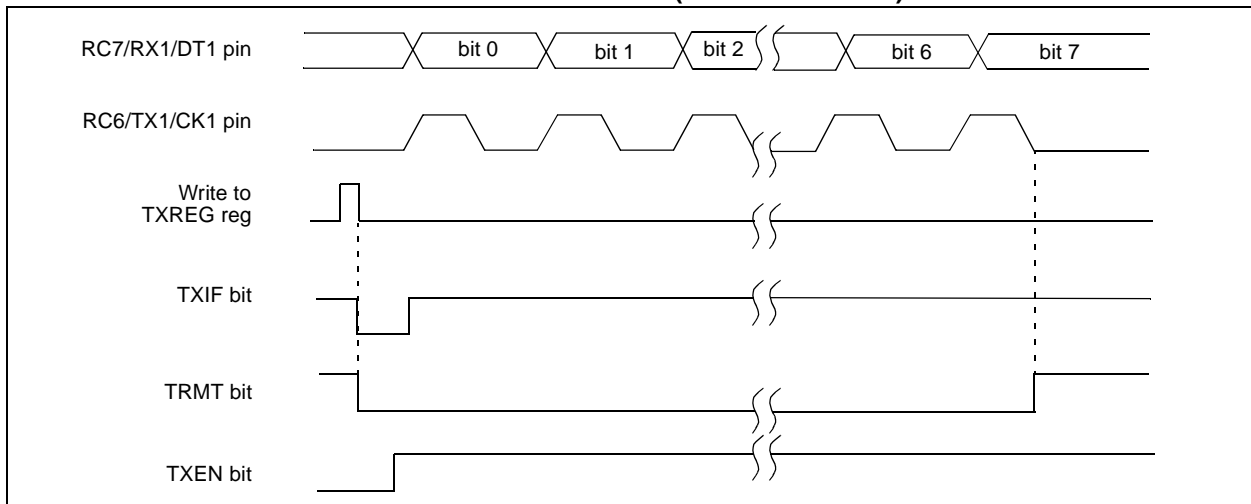 RC7/RX1/DT1 pin
bit 0
bit 1
bit 2
bit 6
bit 7
RC6/TX1/CK1 pin
Write to
TXREG reg
TXIF bit
TRMT bit
TXEN bit